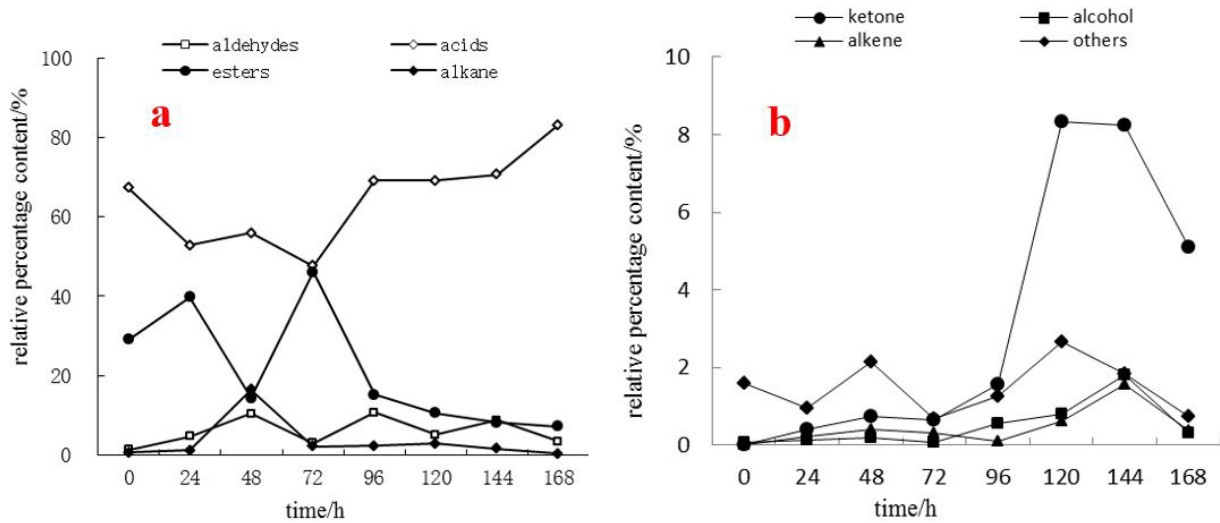 aldehydes
acids
esters
alkane
a
relative percentage content/%
100
80
60
40
20
0
0 24 48 72 96 120 144 168
time/h
ketone
alcohol
alkene
others
b
relative percentage content/%
10
8
6
4
2
0
0 24 48 72 96 120 144 168
time/h